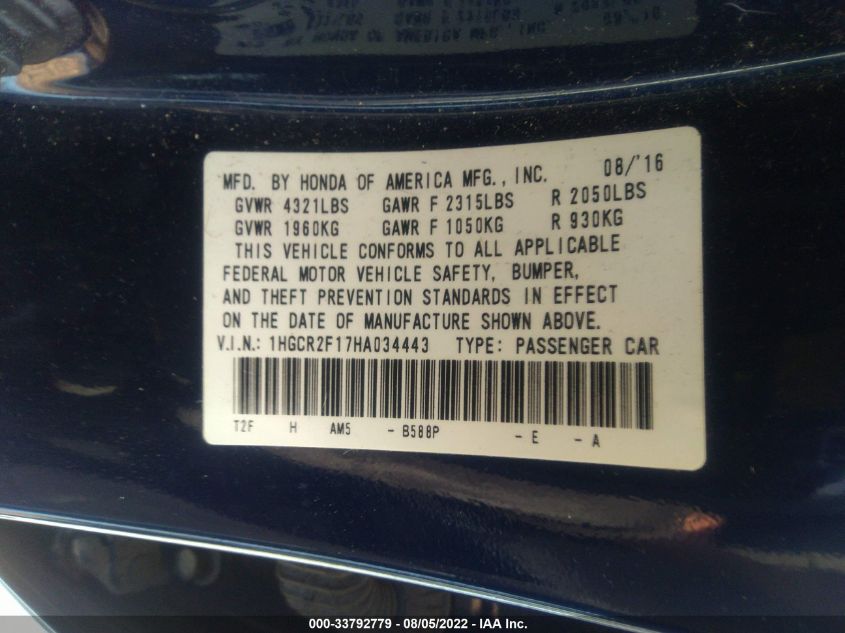 MFD. BY HONDA OF AMERICA MFG., INC. 08/'16
GVWR 4321LBS GAWR F 2315LBS R 2050LBS
GVWR 1960KG GAWR F 1050KG R 930KG
THIS VEHICLE CONFORMS TO ALL APPLICABLE
FEDERAL MOTOR VEHICLE SAFETY, BUMPER,
AND THEFT PREVENTION STANDARDS IN EFFECT
ON THE DATE OF MANUFACTURE SHOWN ABOVE.
V.I.N.: 1HGCR2F17HA034443 TYPE: PASSENGER CAR
T2F H AM5 - B588P - E - A
000-33792779 - 08/05/2022 - IAA Inc.